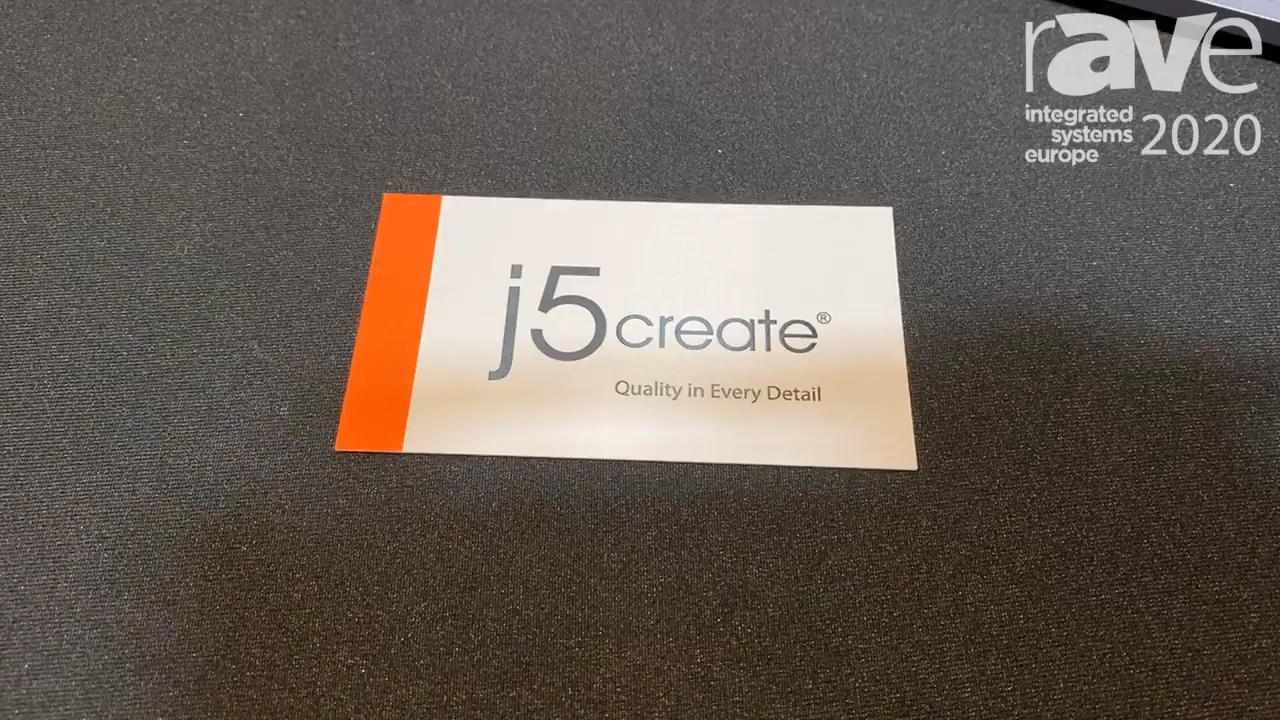 rAVe
integrated
systems
europe
2020
j5create®
Quality in Every Detail